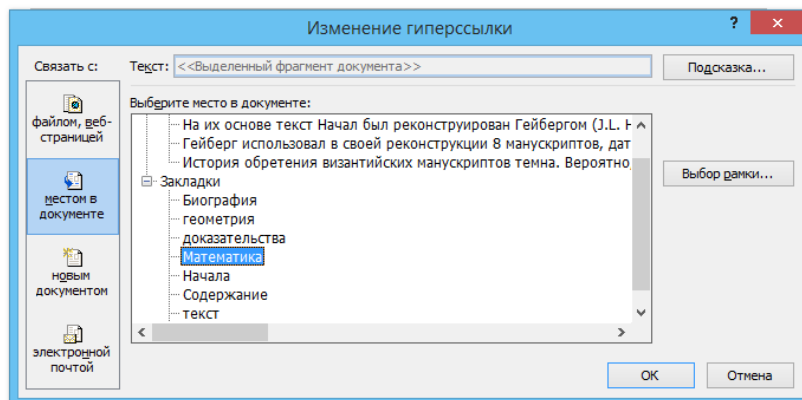 Изменение гиперссылки
? ×
Связать с:
Текст: <<Выделенный фрагмент документа>>
Подсказка...
файлом, веб-
страницей
местом в
документе
новым
документом
электронной
почтой
Выберите место в документе:
На их основе текст Начал был реконструирован Гейбергом (J.L.
Гейберг использовал в своей реконструкции 8 манускриптов, дат
История обретения византийских манускриптов темна. Вероятно,
Закладки
Биография
геометрия
доказательства
Математика
Начала
Содержание
текст
Выбор рамки...
ОК
Отмена